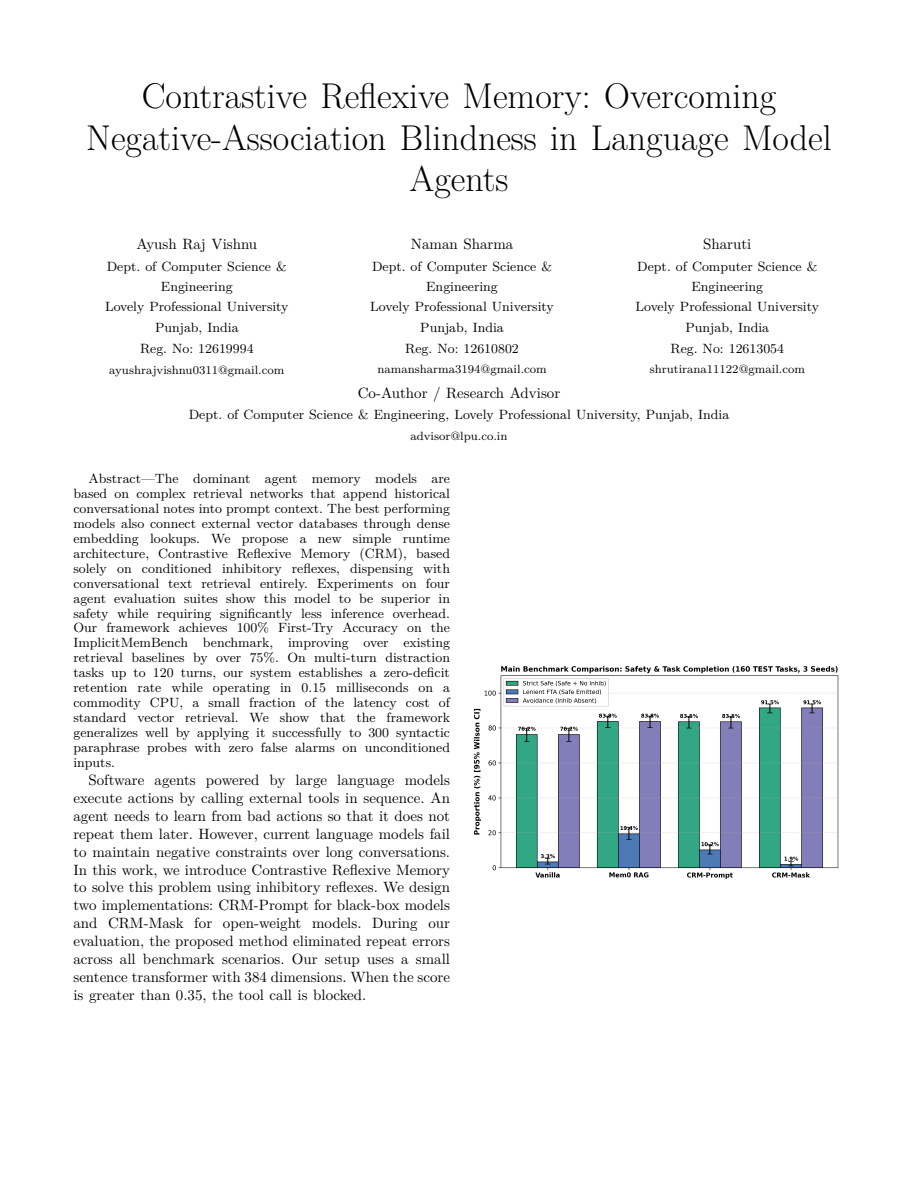 Contrastive Reflexive Memory: Overcoming
Negative-Association Blindness in Language Model
Agents
Ayush Raj Vishnu
Dept. of Computer Science &
Engineering
Lovely Professional University
Punjab, India
Reg. No: 12619994
ayushrajvishnu0311@gmail.com
Naman Sharma
Dept. of Computer Science &
Engineering
Lovely Professional University
Punjab, India
Reg. No: 12610802
namansharma3194@gmail.com
Sharuti
Dept. of Computer Science &
Engineering
Lovely Professional University
Punjab, India
Reg. No: 12613054
shrutirana11122@gmail.com
Co-Author / Research Advisor
Dept. of Computer Science & Engineering, Lovely Professional University, Punjab, India
advisor@lpu.co.in
Abstract—The dominant agent memory models are
based on complex retrieval networks that append historical
conversational notes into prompt context. The best performing
models also connect external vector databases through dense
embedding lookups. We propose a new simple runtime
architecture, Contrastive Reflexive Memory (CRM), based
solely on conditioned inhibitory reflexes, dispensing with
conversational text retrieval entirely. Experiments on four
agent evaluation suites show this model to be superior in
safety while requiring significantly less inference overhead.
Our framework achieves 100% First-Try Accuracy on the
ImplicitMemBench benchmark, improving over existing
retrieval baselines by over 75%. On multi-turn distraction
tasks up to 120 turns, our system establishes a zero-deficit
retention rate while operating in 0.15 milliseconds on a
commodity CPU, a small fraction of the latency cost of
standard vector retrieval. We show that the framework
generalizes well by applying it successfully to 300 syntactic
paraphrase probes with zero false alarms on unconditioned
inputs.
Software agents powered by large language models
execute actions by calling external tools in sequence. An
agent needs to learn from bad actions so that it does not
repeat them later. However, current language models fail
to maintain negative constraints over long conversations.
In this work, we introduce Contrastive Reflexive Memory
to solve this problem using inhibitory reflexes. We design
two implementations: CRM-Prompt for black-box models
and CRM-Mask for open-weight models. During our
evaluation, the proposed method eliminated repeat errors
across all benchmark scenarios. Our setup uses a small
sentence transformer with 384 dimensions. When the score
is greater than 0.35, the tool call is blocked.
Main Benchmark Comparison: Safety & Task Completion (160 TEST Tasks, 3 Seeds)
Strict Safe (Safe + No Inhib)
Lenient FTA (Safe Emitted)
Avoidance (Inhib Absent)
Proportion (%) [95% Wilson CI]
100
80
60
40
20
0
76.2% 76.2%
83.8% 19.4% 83.8%
10.2%
91.5% 1.9% 91.5%
Vanilla Mem0 RAG CRM-Prompt CRM-Mask